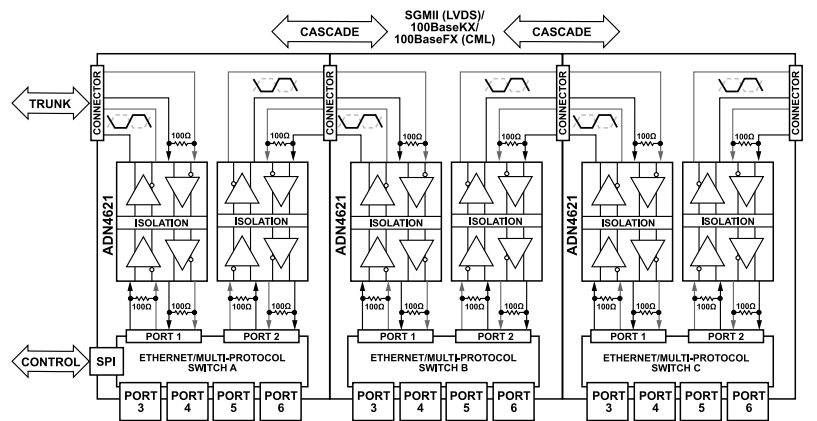 SGMII (LVDS)/
100BaseKX/
100BaseFX (CML)
CASCADE
CASCADE
TRUNK
CONNECTOR
CONNECTOR
CONNECTOR
CONNECTOR
100Ω
100Ω
100Ω
100Ω
100Ω
100Ω
ADN4621
ISOLATION
ISOLATION
ADN4621
ISOLATION
ISOLATION
ADN4621
ISOLATION
ISOLATION
100Ω
100Ω
100Ω
100Ω
100Ω
100Ω
100Ω
100Ω
100Ω
100Ω
100Ω
100Ω
PORT 1
PORT 2
PORT 1
PORT 2
PORT 1
PORT 2
CONTROL
SPI
ETHERNET/MULTI-PROTOCOL
SWITCH A
ETHERNET/MULTI-PROTOCOL
SWITCH B
ETHERNET/MULTI-PROTOCOL
SWITCH C
PORT
3
PORT
4
PORT
5
PORT
6
PORT
3
PORT
4
PORT
5
PORT
6
PORT
3
PORT
4
PORT
5
PORT
6